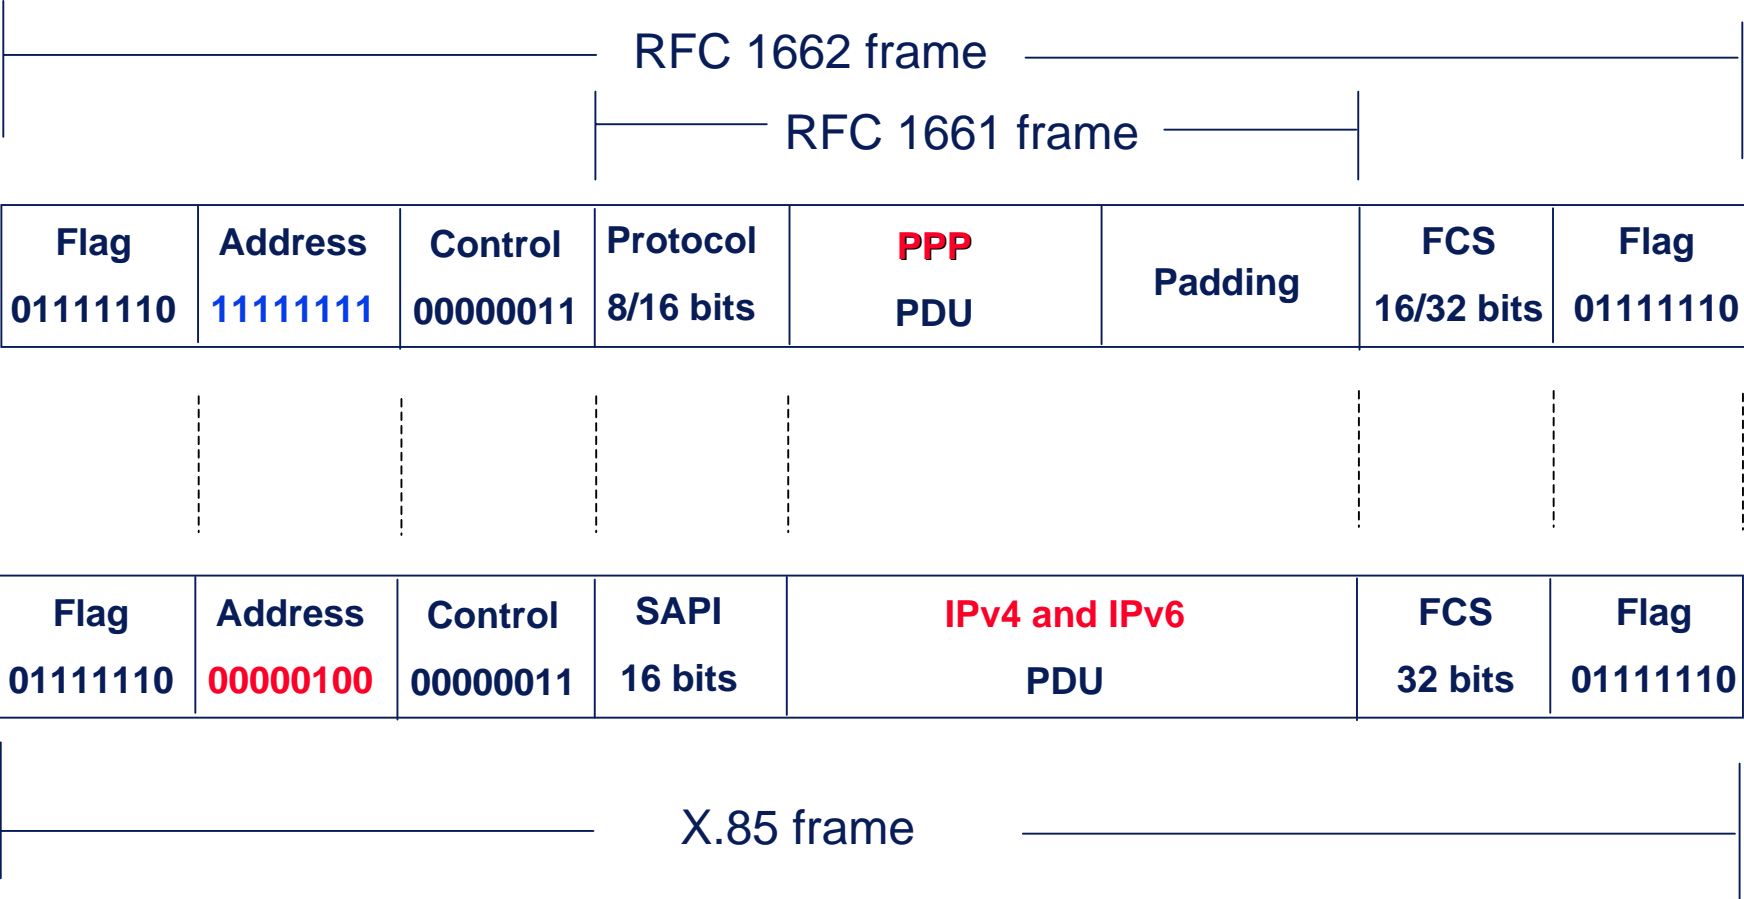 RFC 1662 frame
RFC 1661 frame
Flag Address Control Protocol PPP Padding FCS Flag
01111110 11111111 00000011 8/16 bits PDU 16/32 bits 01111110
Flag Address Control SAPI IPv4 and IPv6 FCS Flag
01111110 00000100 00000011 16 bits PDU 32 bits 01111110
X.85 frame